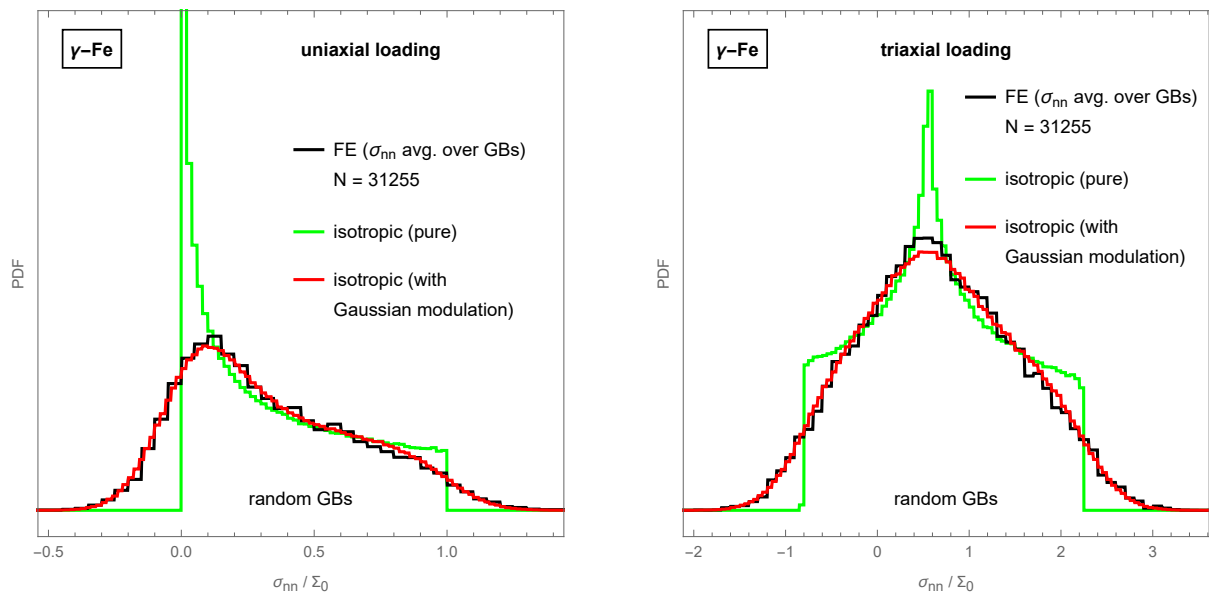 γ–Fe
uniaxial loading
FE (σnn avg. over GBs)
N = 31255
isotropic (pure)
isotropic (with
Gaussian modulation)
random GBs
PDF
−0.5 0.0 0.5 1.0
σnn / Σ0
γ–Fe
triaxial loading
FE (σnn avg. over GBs)
N = 31255
isotropic (pure)
isotropic (with
Gaussian modulation)
random GBs
PDF
−2 −1 0 1 2 3
σnn / Σ0